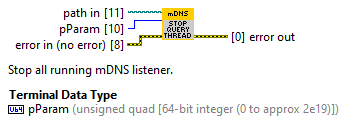 path in [11]
pParam [10]
error in (no error) [8]
mDNS
STOP
QUERY
THREAD
[0] error out
Stop all running mDNS listener.
Terminal Data Type
U64 pParam (unsigned quad [64-bit integer (0 to approx 2e19)])